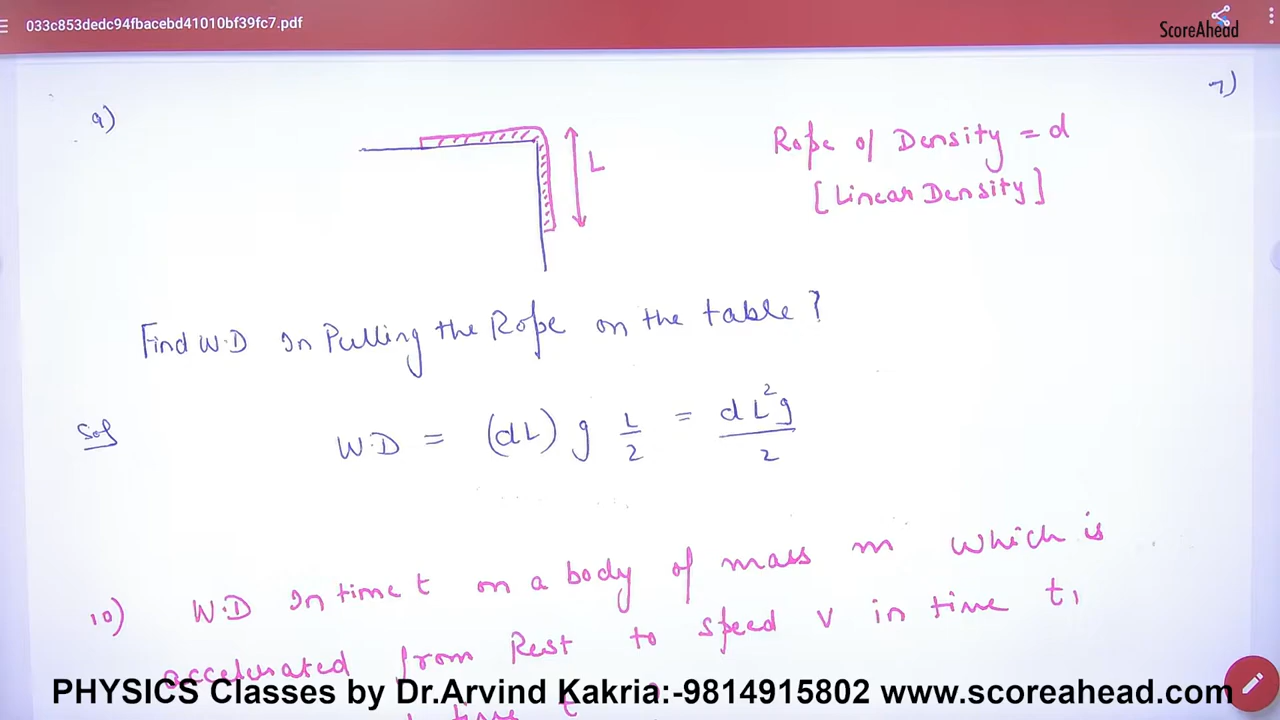 033c853dedc94fbacebd41010bf39fc7.pdf
ScoreAhead
7)
9)
L
Rope of Density = d
[Linear Density]
Find W.D In Pulling the Rope on the table ?
Sol
W.D = (dL) g L/2 = dL²g/2
10) W.D In time t on a body of mass m which is
accelerated from Rest to speed v in time t1
time t
PHYSICS Classes by Dr.Arvind Kakria:-9814915802 www.scoreahead.com